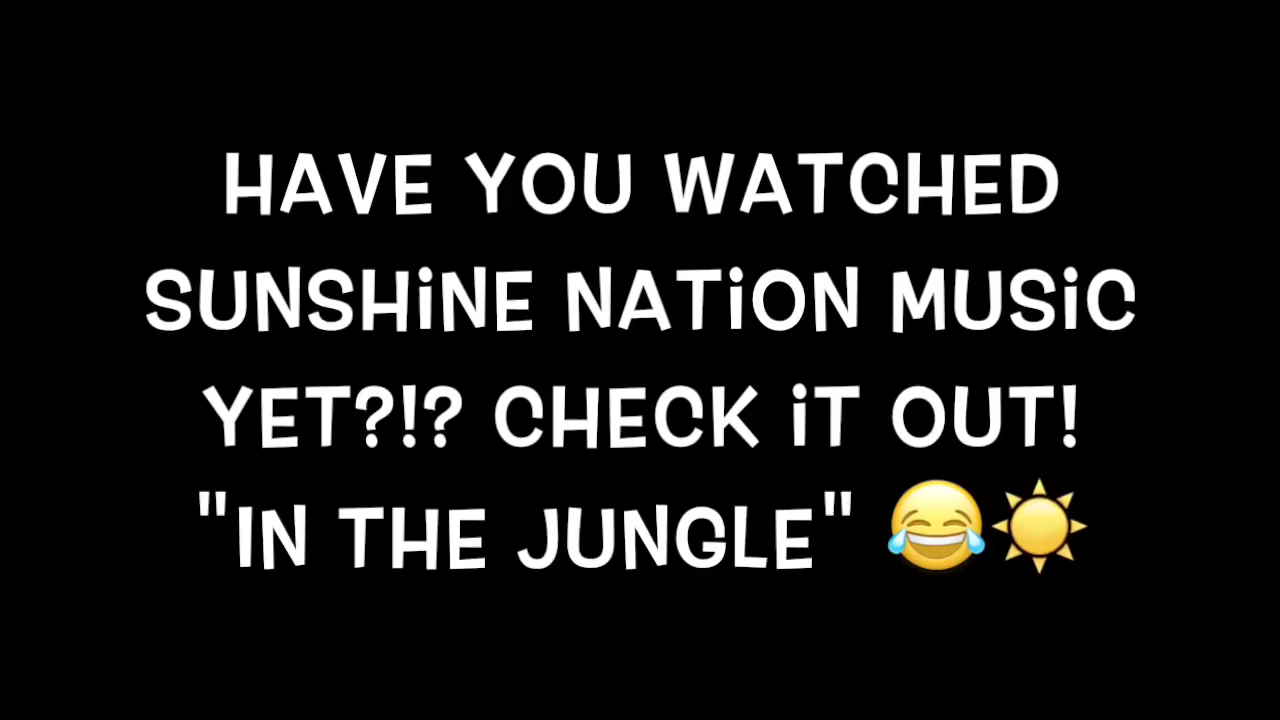 HAVE YOU WATCHED
SUNSHiNE NATiON MUSiC
YET?!? CHECK iT OUT!
"IN THE JUNGLE" 😂☀️